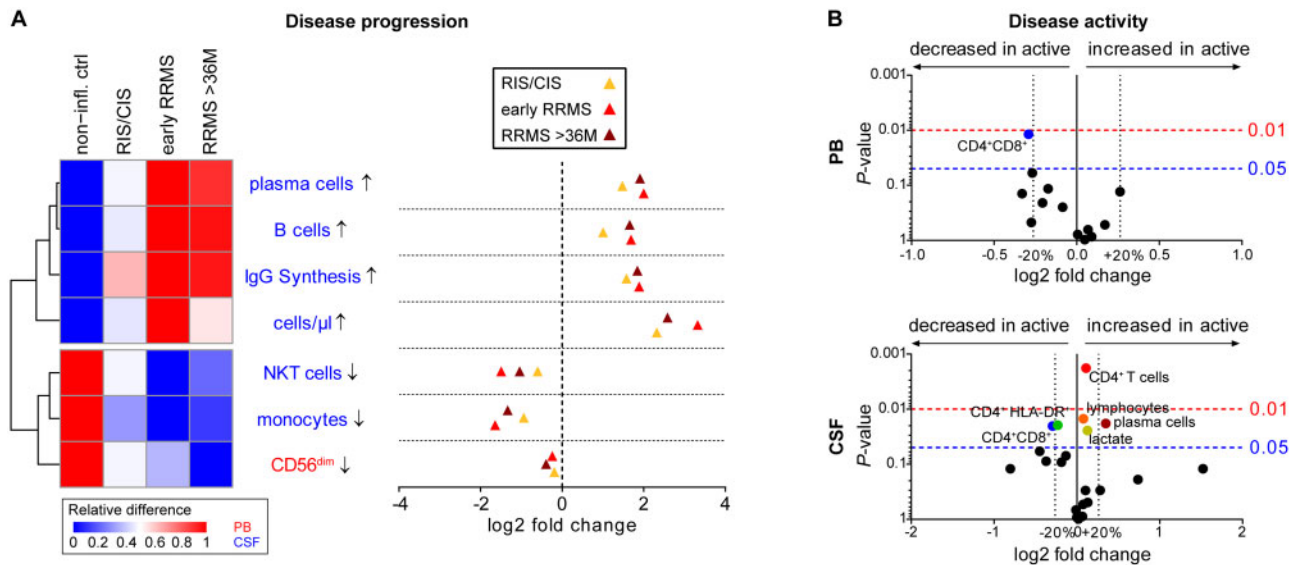 A
Disease progression
non-infl. ctrl
RIS/CIS
early RRMS
RRMS >36M
RIS/CIS
early RRMS
RRMS >36M
plasma cells ↑
B cells ↑
IgG Synthesis ↑
cells/µl ↑
NKT cells ↓
monocytes ↓
CD56dim ↓
-4 -2 0 2 4
log2 fold change
Relative difference
0 0.2 0.4 0.6 0.8 1
PB
CSF
B
Disease activity
decreased in active increased in active
0.001
0.01
0.1
1
PB
P-value
CD4+CD8+
0.01
0.05
-1.0 -0.5 -20% 0.0 +20% 0.5 1.0
log2 fold change
decreased in active increased in active
0.001
0.01
0.1
1
CSF
P-value
CD4+ T cells
CD4+ HLA-DR+ lymphocytes
0.01
plasma cells
CD4+CD8+ lactate
0.05
-2 -1 -20% 0 +20% 1 2
log2 fold change